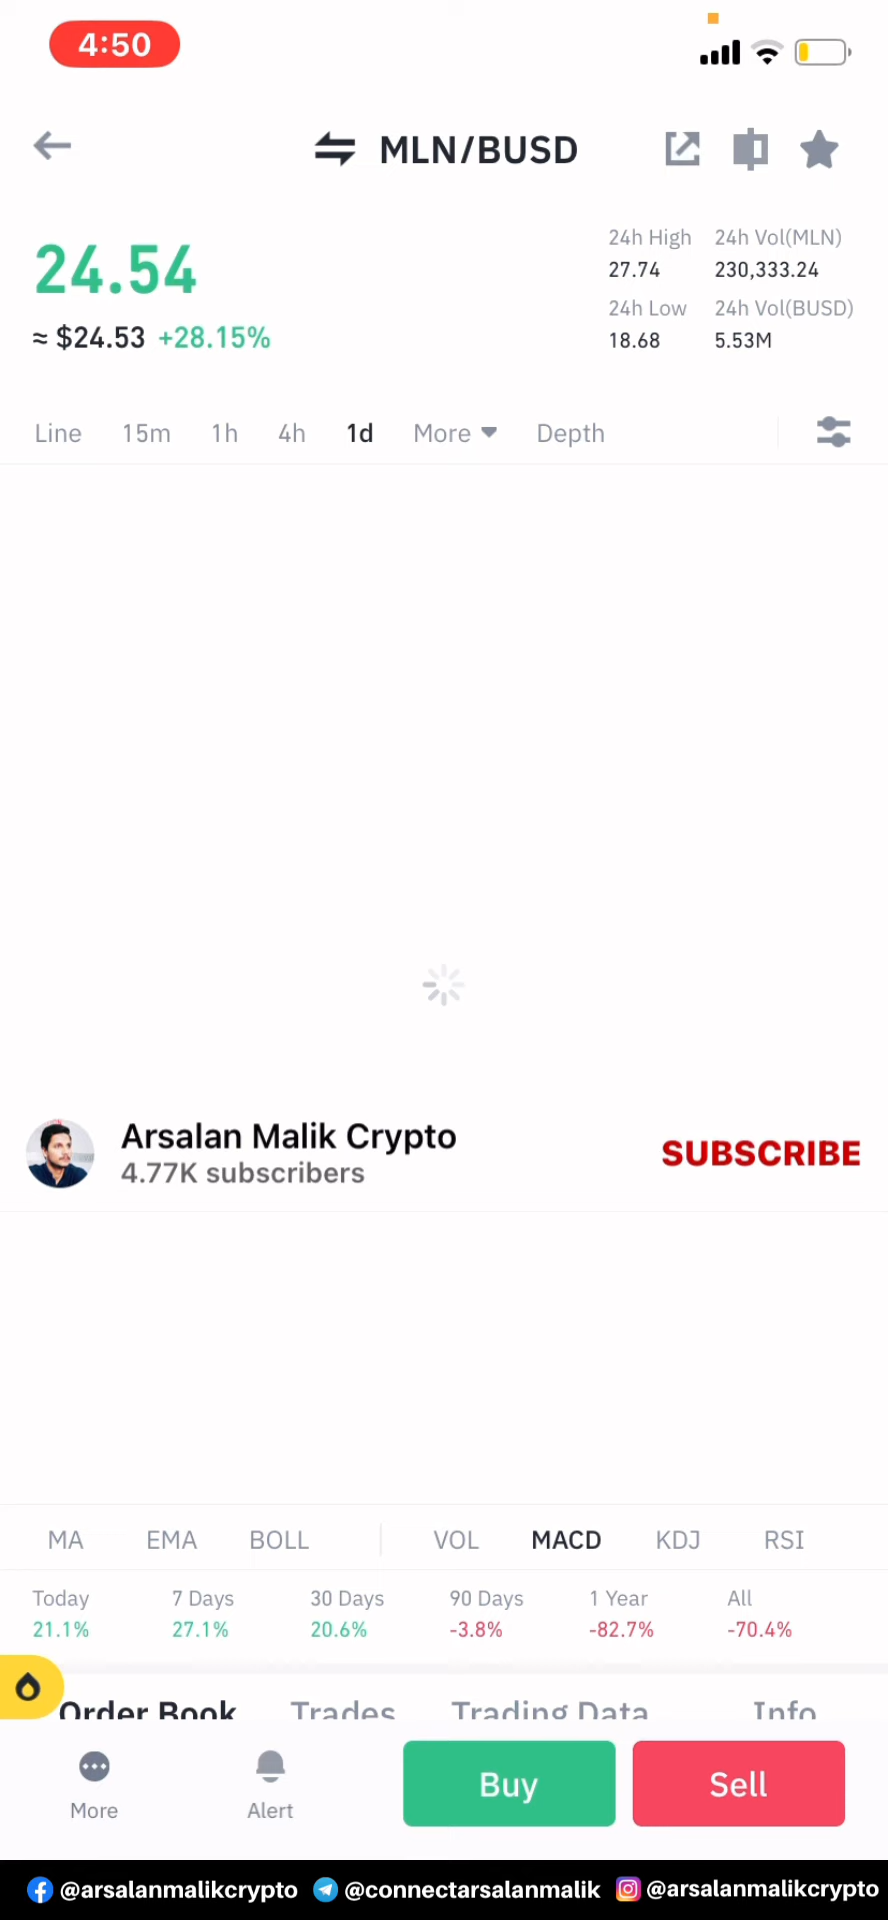 4:50
MLN/BUSD
24.54
≈ $24.53 +28.15%
24h High 24h Vol(MLN)
27.74 230,333.24
24h Low 24h Vol(BUSD)
18.68 5.53M
Line 15m 1h 4h 1d More Depth
Arsalan Malik Crypto
4.77K subscribers
SUBSCRIBE
MA EMA BOLL VOL MACD KDJ RSI
Today 7 Days 30 Days 90 Days 1 Year All
21.1% 27.1% 20.6% -3.8% -82.7% -70.4%
Order Book Trades Trading Data Info
More Alert Buy Sell
@arsalanmalikcrypto @connectarsalanmalik @arsalanmalikcrypto